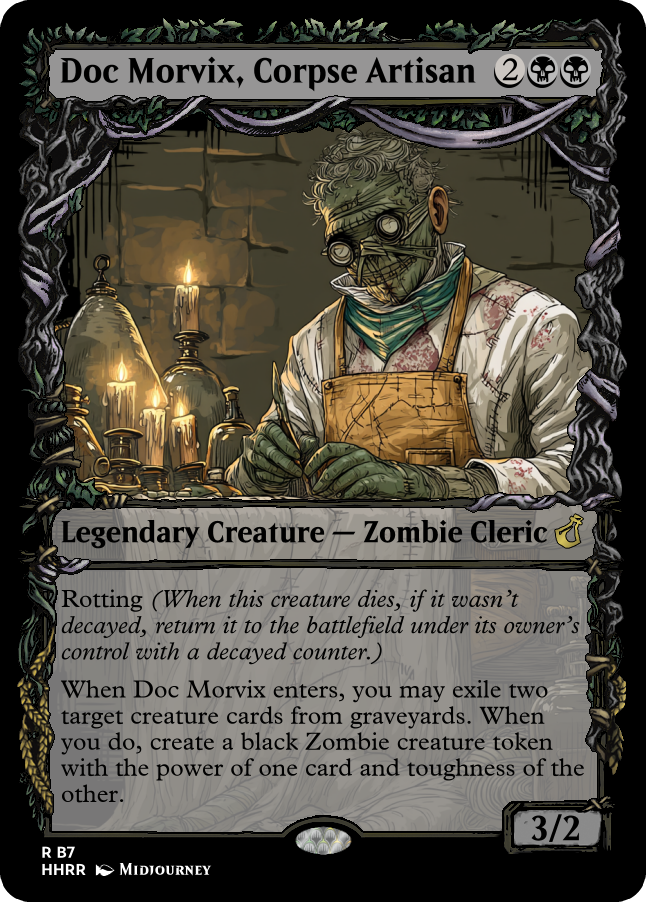 Doc Morvix, Corpse Artisan 2
Legendary Creature — Zombie Cleric
Rotting (When this creature dies, if it wasn't
decayed, return it to the battlefield under its owner's
control with a decayed counter.)
When Doc Morvix enters, you may exile two
target creature cards from graveyards. When
you do, create a black Zombie creature token
with the power of one card and toughness of the
other.
3/2
R B7
HHRR MIDJOURNEY